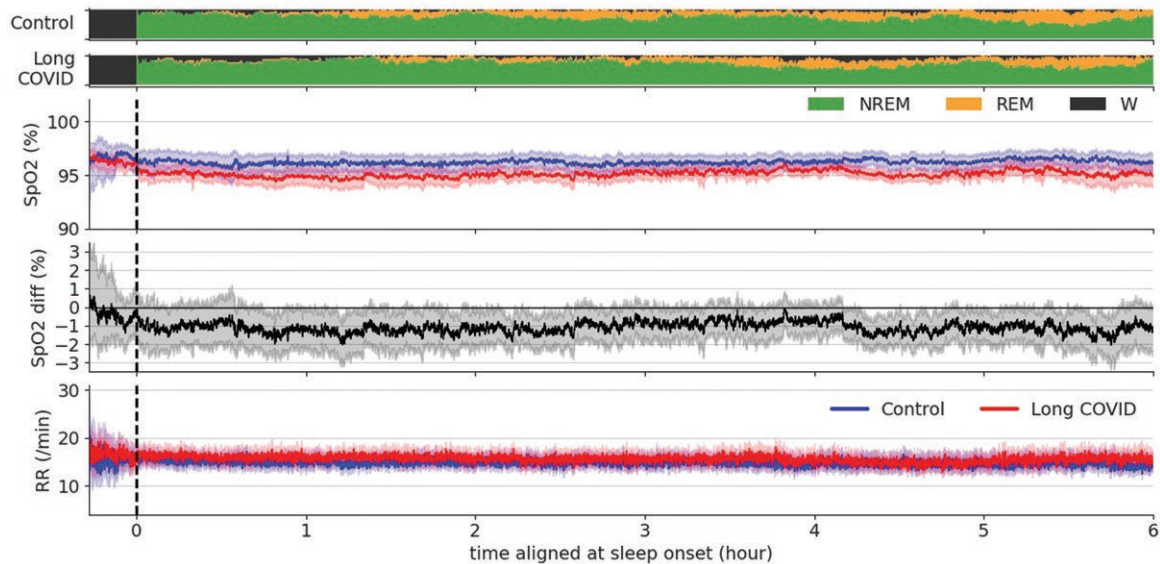 Control
Long
COVID
NREM REM W
100
95
90
SpO2 (%)
3
2
1
0
−1
−2
−3
SpO2 diff (%)
30
20
10
RR (/min)
Control Long COVID
0 1 2 3 4 5 6
time aligned at sleep onset (hour)